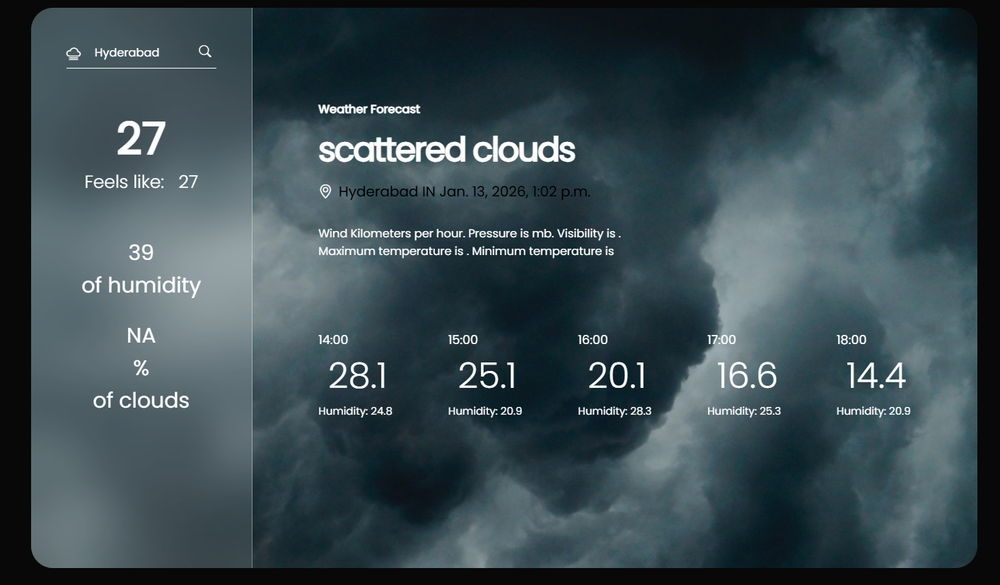 Hyderabad
27
Feels like: 27
39
of humidity
NA
%
of clouds
Weather Forecast
scattered clouds
Hyderabad IN Jan. 13, 2026, 1:02 p.m.
Wind Kilometers per hour. Pressure is mb. Visibility is .
Maximum temperature is . Minimum temperature is
14:00 15:00 16:00 17:00 18:00
28.1 25.1 20.1 16.6 14.4
Humidity: 24.8 Humidity: 20.9 Humidity: 28.3 Humidity: 25.3 Humidity: 20.9